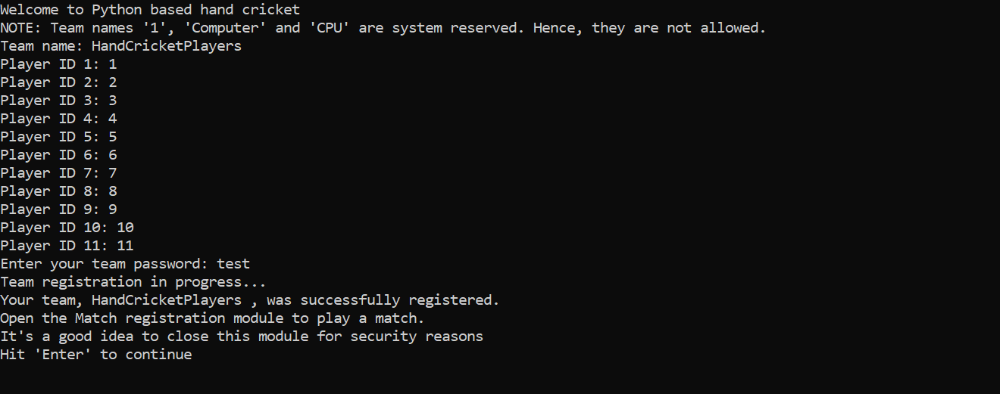 Welcome to Python based hand cricket
NOTE: Team names '1', 'Computer' and 'CPU' are system reserved. Hence, they are not allowed.
Team name: HandCricketPlayers
Player ID 1: 1
Player ID 2: 2
Player ID 3: 3
Player ID 4: 4
Player ID 5: 5
Player ID 6: 6
Player ID 7: 7
Player ID 8: 8
Player ID 9: 9
Player ID 10: 10
Player ID 11: 11
Enter your team password: test
Team registration in progress...
Your team, HandCricketPlayers , was successfully registered.
Open the Match registration module to play a match.
It's a good idea to close this module for security reasons
Hit 'Enter' to continue